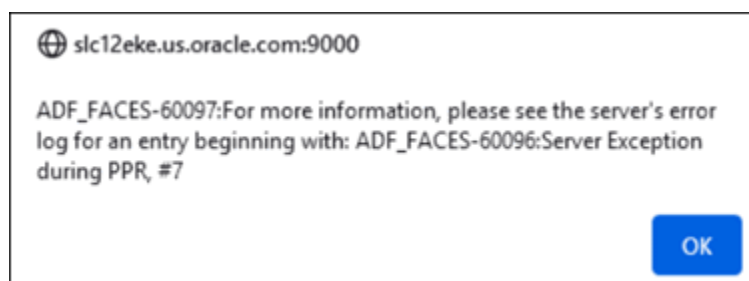 slc12eke.us.oracle.com:9000
ADF_FACES-60097:For more information, please see the server's error
log for an entry beginning with: ADF_FACES-60096:Server Exception
during PPR, #7
OK